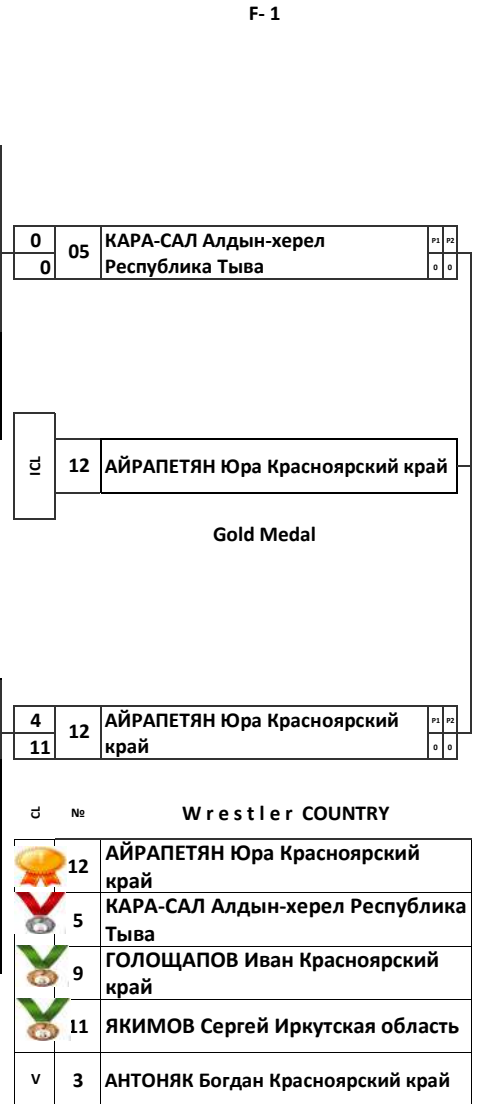 F- 1
0 05 КАРА-САЛ Алдын-херел P1 P2
0 Республика Тыва 0 0
ICL 12 АЙРАПЕТЯН Юра Красноярский край
Gold Medal
4 12 АЙРАПЕТЯН Юра Красноярский P1 P2
11 край 0 0
CL № W r e s t l e r COUNTRY
12 АЙРАПЕТЯН Юра Красноярский
край
5 КАРА-САЛ Алдын-херел Республика
Тыва
9 ГОЛОЩАПОВ Иван Красноярский
край
11 ЯКИМОВ Сергей Иркутская область
V 3 АНТОНЯК Богдан Красноярский край